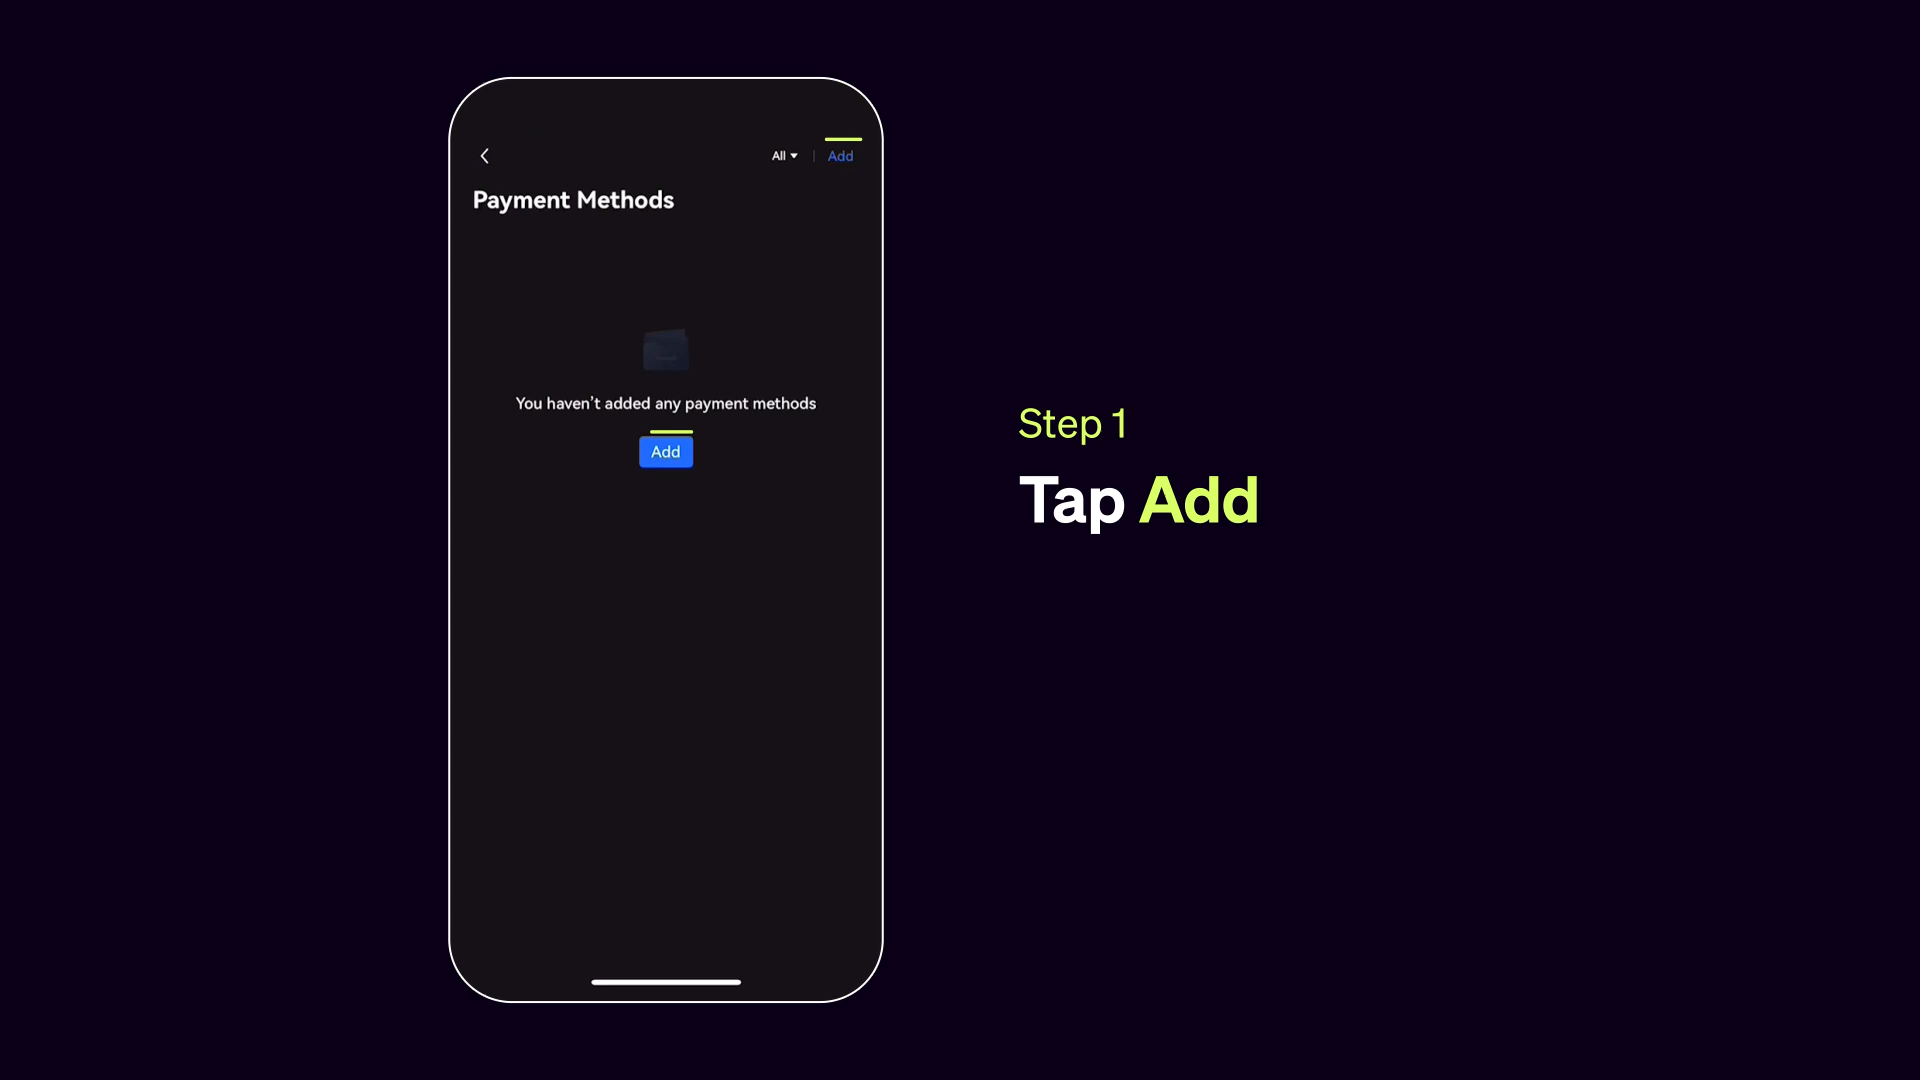 All
Add
Payment Methods
You haven’t added any payment methods
Add
Step 1
Tap Add